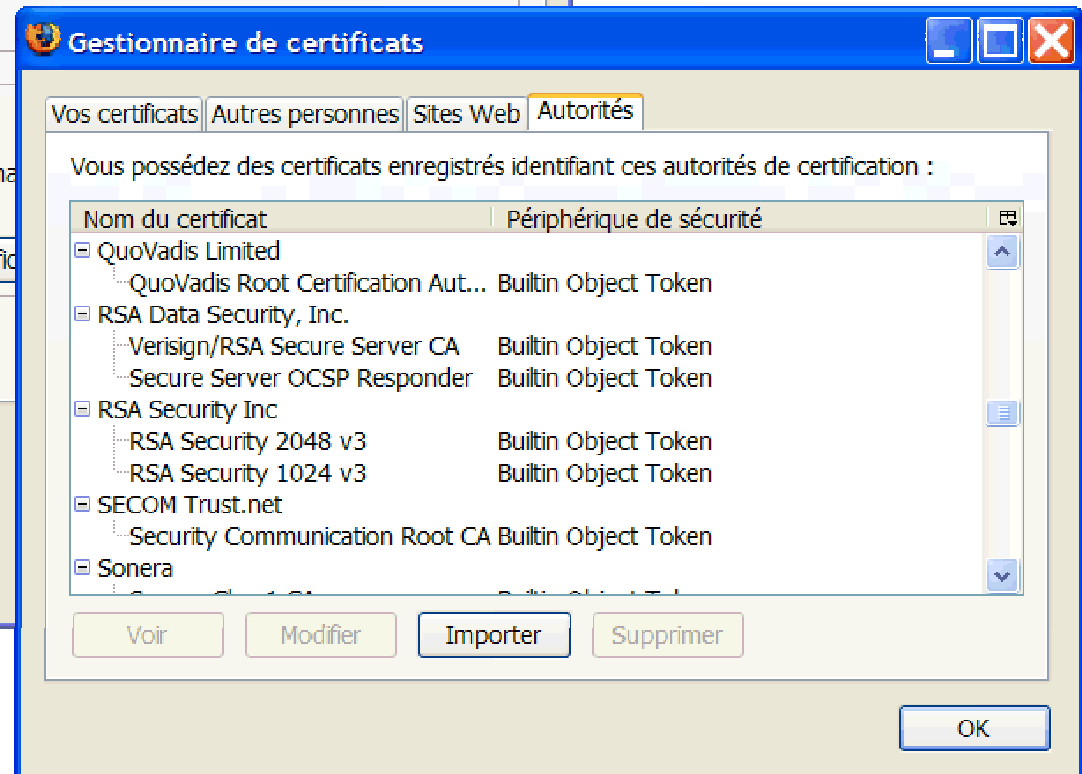 Gestionnaire de certificats
Vos certificats Autres personnes Sites Web Autorités
Vous possédez des certificats enregistrés identifiant ces autorités de certification :
Nom du certificat Périphérique de sécurité
QuoVadis Limited
QuoVadis Root Certification Aut... Builtin Object Token
RSA Data Security, Inc.
Verisign/RSA Secure Server CA Builtin Object Token
Secure Server OCSP Responder Builtin Object Token
RSA Security Inc
RSA Security 2048 v3 Builtin Object Token
RSA Security 1024 v3 Builtin Object Token
SECOM Trust.net
Security Communication Root CA Builtin Object Token
Sonera
Voir Modifier Importer Supprimer
OK